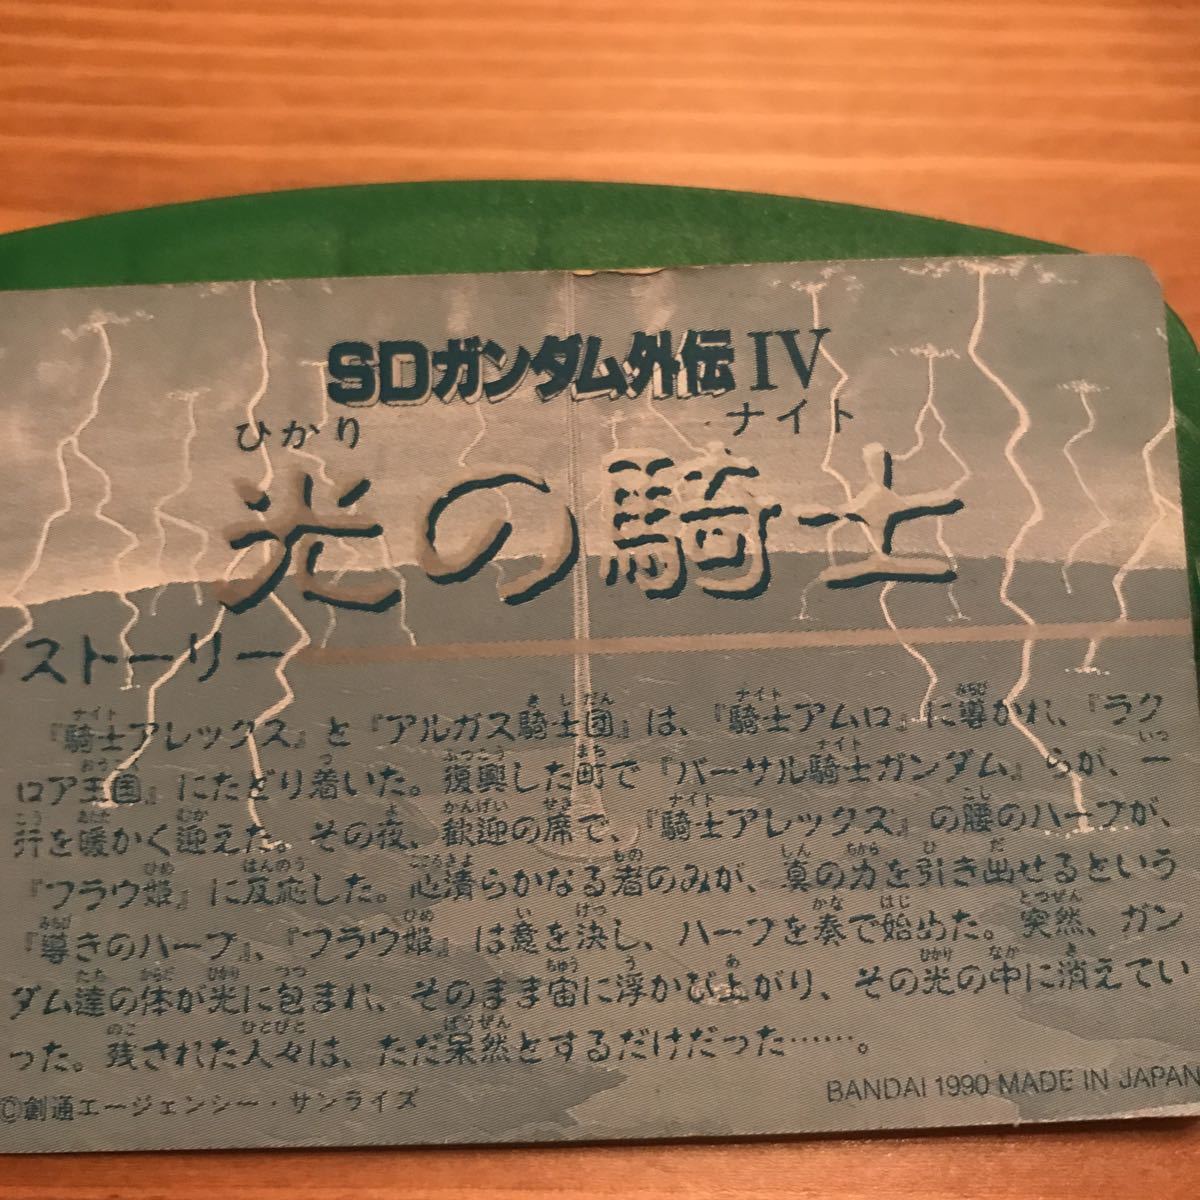 SDガンダム外伝 IV
ひかり ナイト
光の騎士
ストーリー
『騎士アレックス』と『アルガス騎士団』は、『騎士アムロ』に導かれ、『ラク
ロア王国』にたどり着いた。復興した町で『バーサル騎士ガンダム』らが、一
行を暖かく迎えた。その夜、歓迎の席で、『騎士アレックス』の腰のハープが、
『フラウ姫』に反応した。心清らかなる者のみが、真の力を引き出せるという
『導きのハープ』、『フラウ姫』は意を決し、ハープを奏で始めた。突然、ガン
ダム達の体が光に包まれ、そのまま宙に浮かび上がり、その光の中に消えてい
った。残された人々は、ただ呆然とするだけだった……。
©創通エージェンシー・サンライズ
BANDAI 1990 MADE IN JAPAN